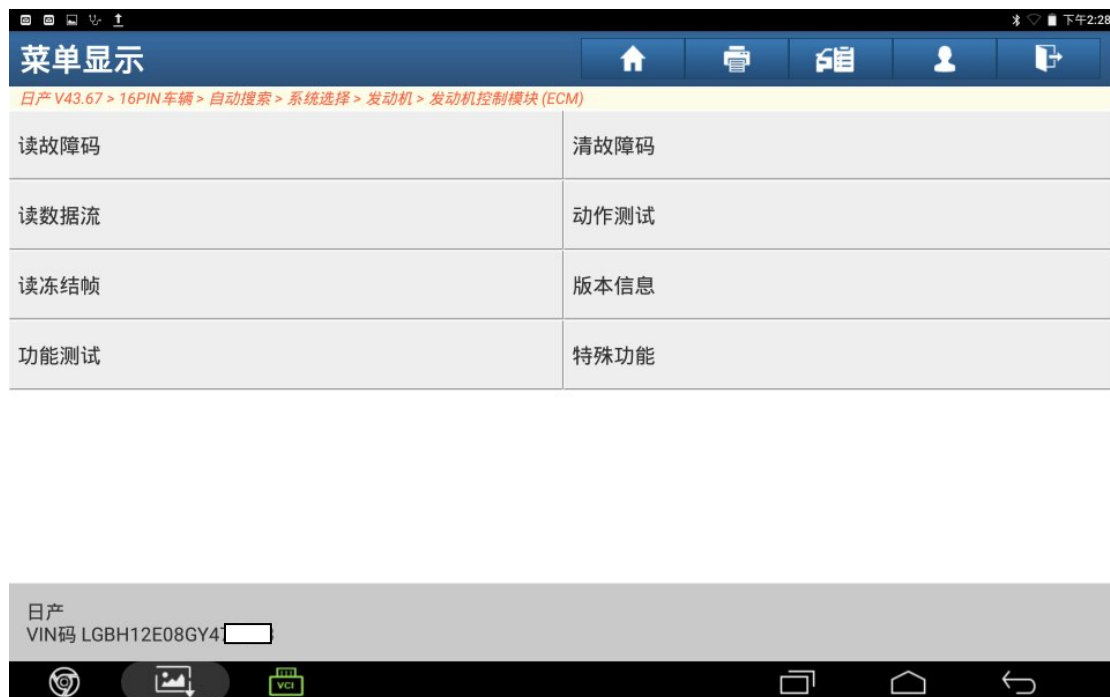 下午2:28
菜单显示
日产 V43.67 > 16PIN车辆 > 自动搜索 > 系统选择 > 发动机 > 发动机控制模块 (ECM)
读故障码
清故障码
读数据流
动作测试
读冻结帧
版本信息
功能测试
特殊功能
日产
VIN码 LGBH12E08GY4
VCI